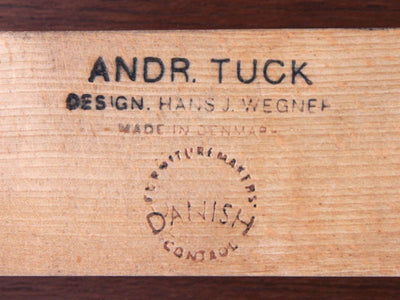 ANDR. TUCK
DESIGN. HANS J. WEGNER
MADE IN DENMARK
FURNITUREMAKERS'
DANISH
CONTROL